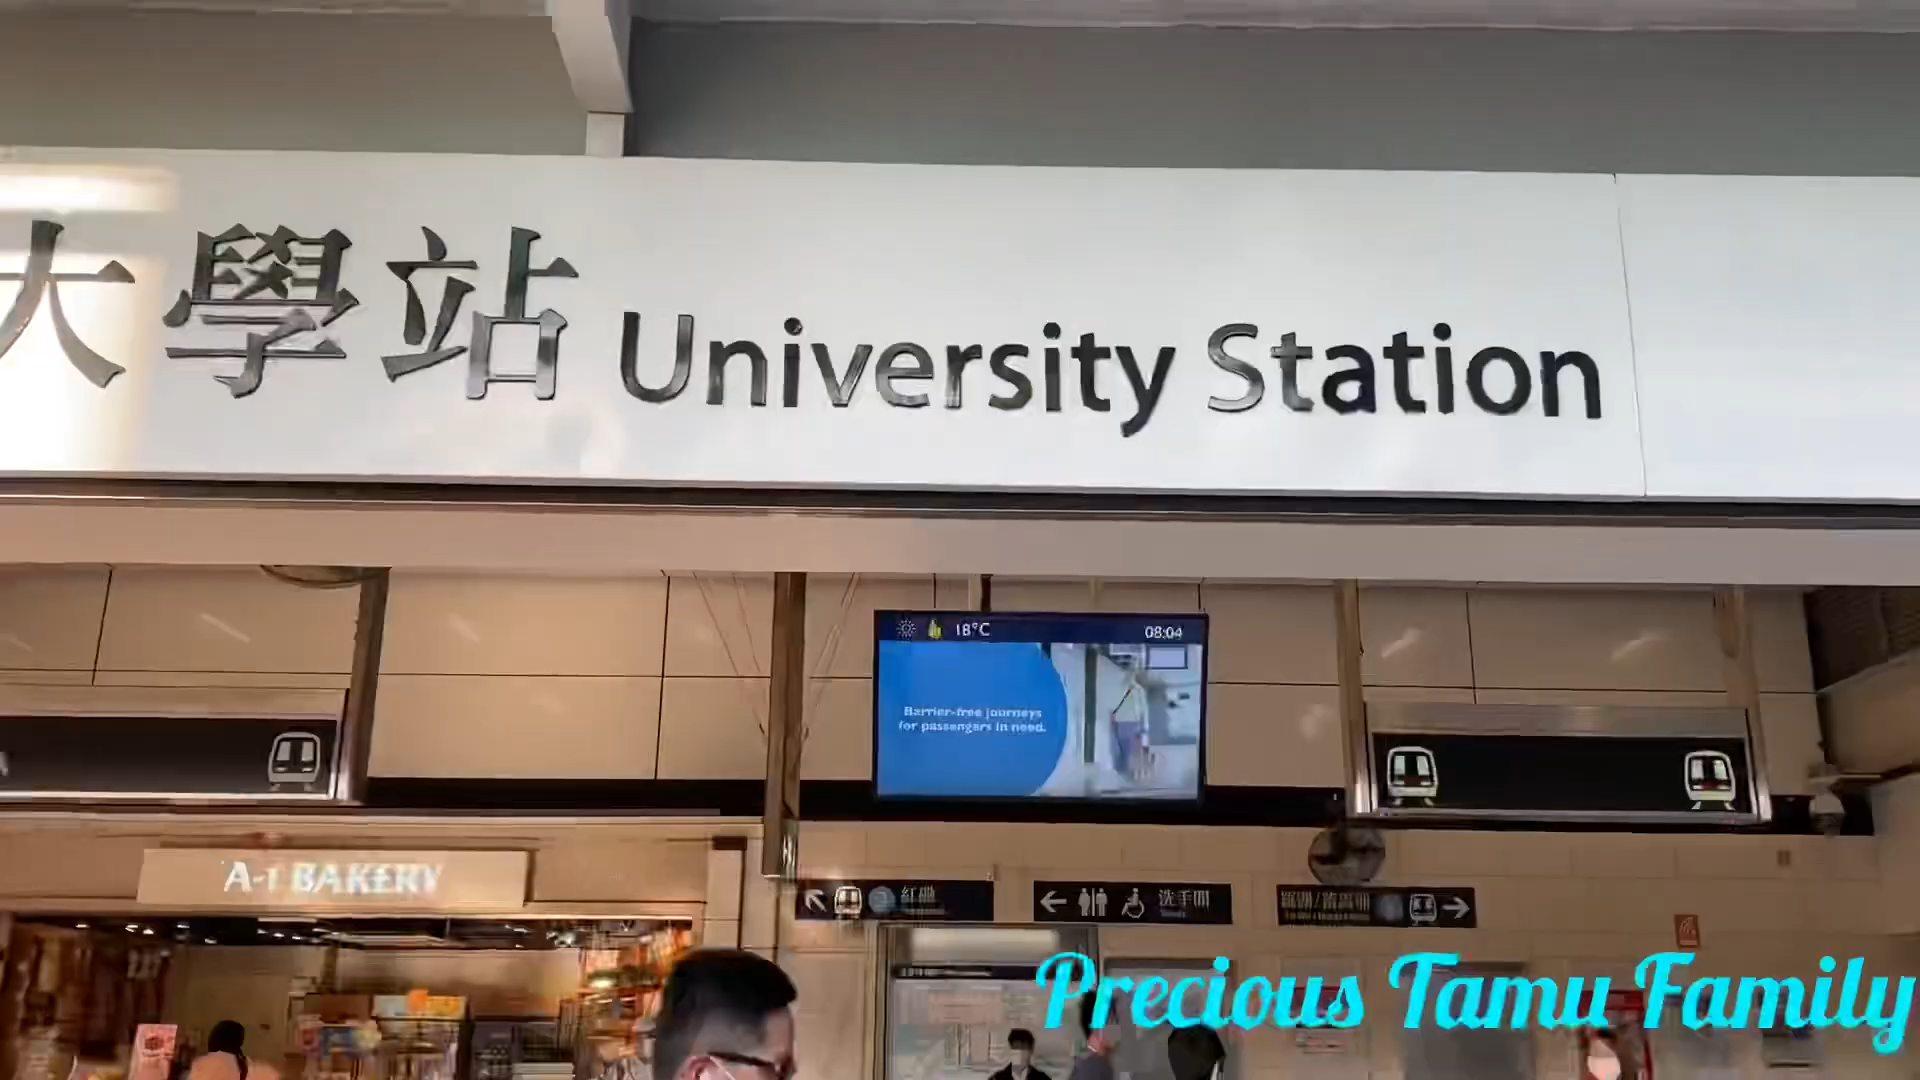 大學站 University Station
18°C 08:04
Barrier-free journeys
for passengers in need.
A-1 BAKERY
紅磡
洗手間
Precious Tamu Family